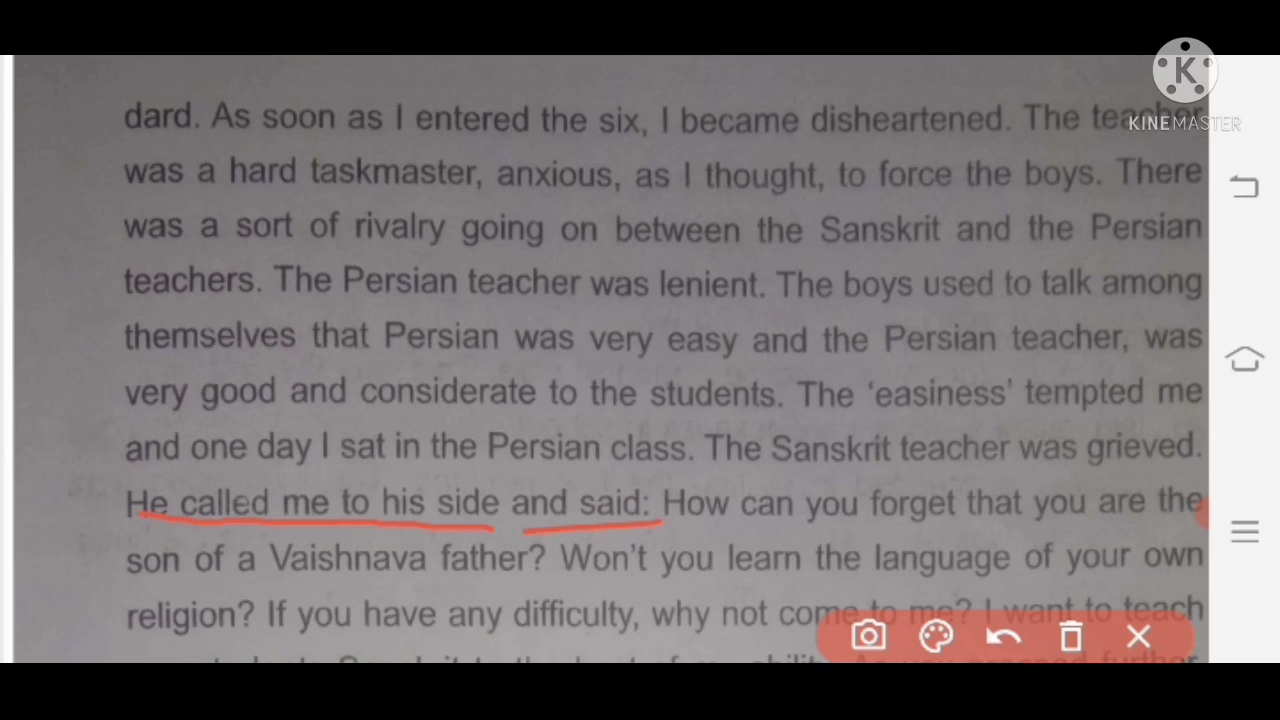 dard. As soon as I entered the six, I became disheartened. The teacher
KINEMASTER
was a hard taskmaster, anxious, as I thought, to force the boys. There
was a sort of rivalry going on between the Sanskrit and the Persian
teachers. The Persian teacher was lenient. The boys used to talk among
themselves that Persian was very easy and the Persian teacher, was
very good and considerate to the students. The ‘easiness’ tempted me
and one day I sat in the Persian class. The Sanskrit teacher was grieved.
He called me to his side and said: How can you forget that you are the
son of a Vaishnava father? Won't you learn the language of your own
religion? If you have any difficulty, why not come to me? I want to teach